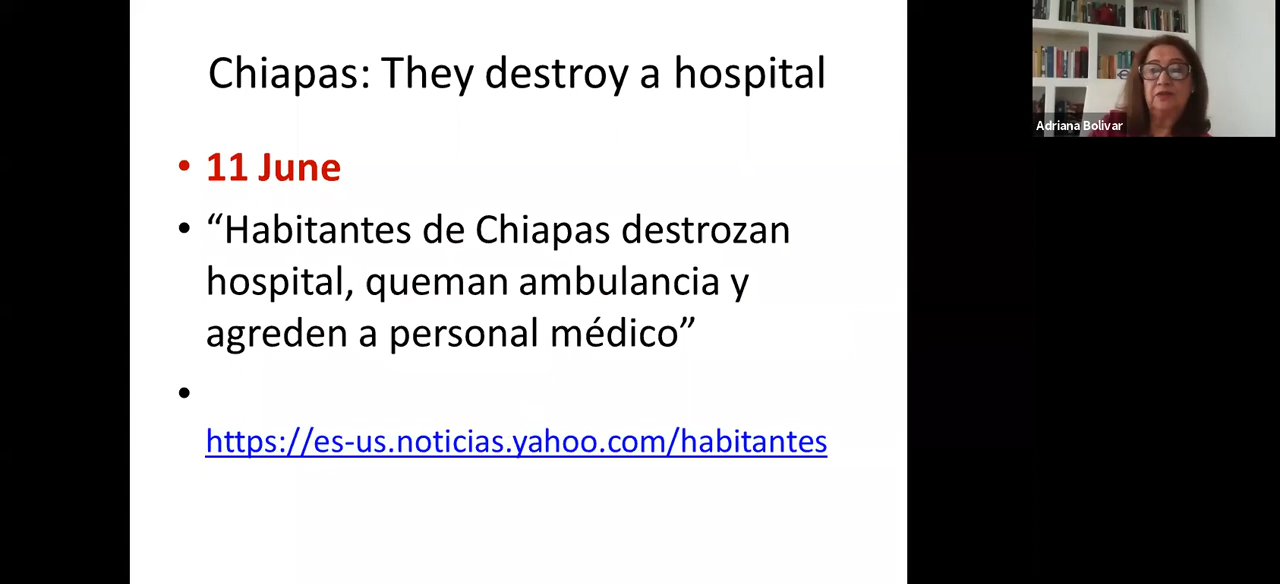 Chiapas: They destroy a hospital
• 11 June
• “Habitantes de Chiapas destrozan
hospital, queman ambulancia y
agreden a personal médico”
•
https://es-us.noticias.yahoo.com/habitantes
Adriana Bolivar